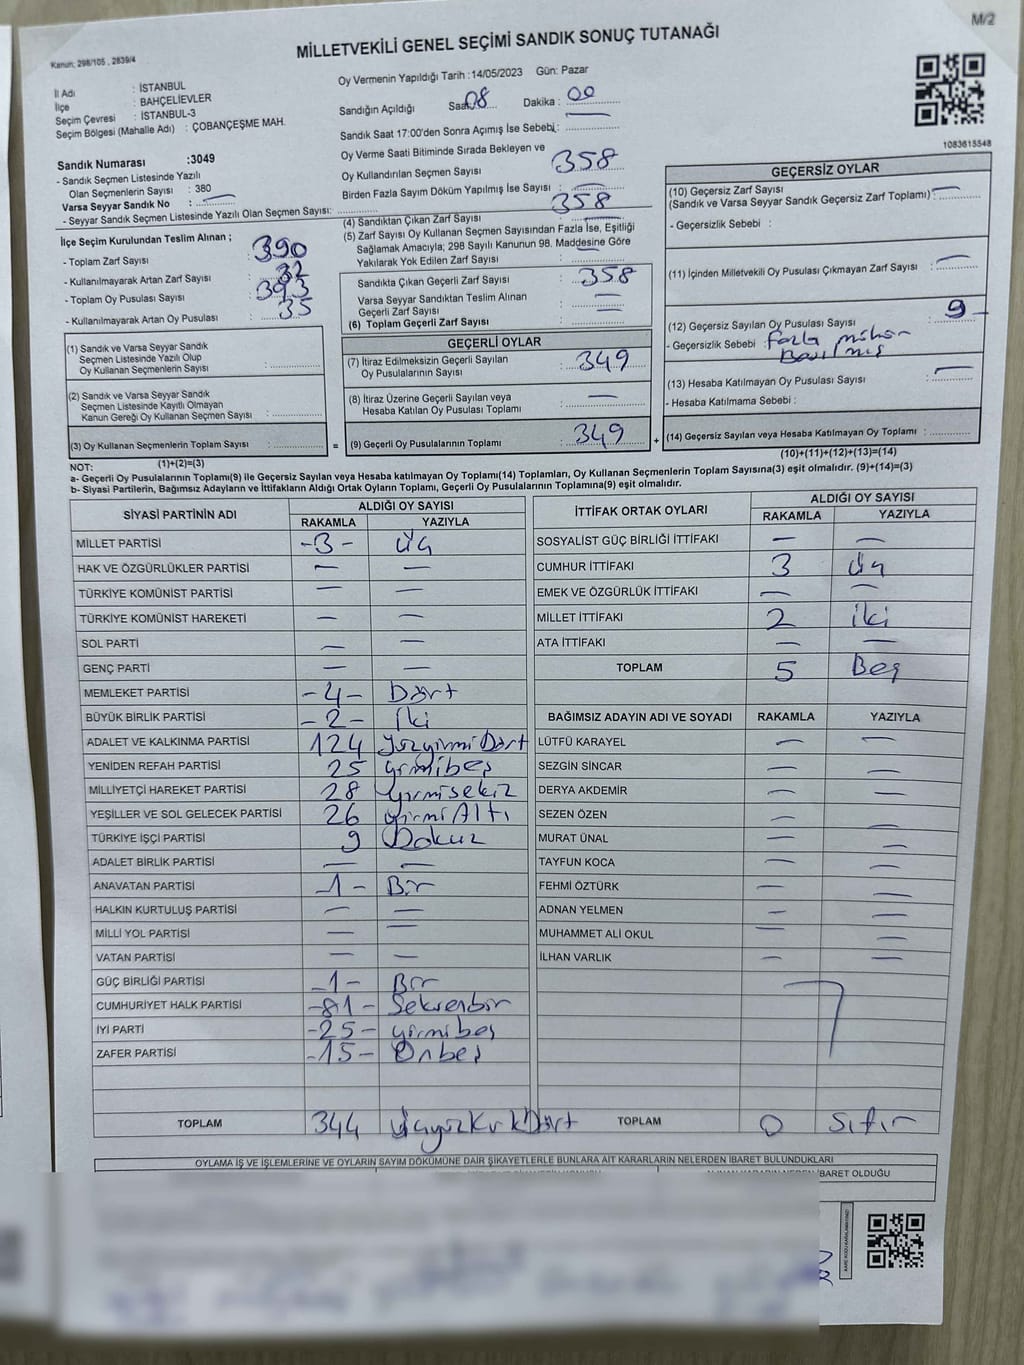 M/2
Kanun, 298/105 , 2839/4
MİLLETVEKİLİ GENEL SEÇİMİ SANDIK SONUÇ TUTANAĞI
İl Adı : İSTANBUL
İlçe : BAHÇELİEVLER
Seçim Çevresi : İSTANBUL-3
Seçim Bölgesi (Mahalle Adı) : ÇOBANÇEŞME MAH.
Oy Vermenin Yapıldığı Tarih :14/05/2023 Gün: Pazar
Sandığın Açıldığı Saat 08 Dakika : 00
Sandık Saat 17:00'den Sonra Açımış İse Sebebi :
Oy Verme Saati Bitiminde Sırada Bekleyen ve
Oy Kullandırılan Seçmen Sayısı : 358
Birden Fazla Sayım Döküm Yapılmış İse Sayısı : —
1083615548
Sandık Numarası :3049
- Sandık Seçmen Listesinde Yazılı
Olan Seçmenlerin Sayısı : 380
Varsa Seyyar Sandık No : —
- Seyyar Sandık Seçmen Listesinde Yazılı Olan Seçmen Sayısı:
İlçe Seçim Kurulundan Teslim Alınan ;
- Toplam Zarf Sayısı : 390
- Kullanılmayarak Artan Zarf Sayısı : 32
- Toplam Oy Pusulası Sayısı : 393
- Kullanılmayarak Artan Oy Pusulası : 35
(4) Sandıktan Çıkan Zarf Sayısı : 358
(5) Zarf Sayısı Oy Kullanan Seçmen Sayısından Fazla İse, Eşitliği
Sağlamak Amacıyla; 298 Sayılı Kanunun 98. Maddesine Göre
Yakılarak Yok Edilen Zarf Sayısı : —
Sandıkta Çıkan Geçerli Zarf Sayısı : 358
Varsa Seyyar Sandıktan Teslim Alınan
Geçerli Zarf Sayısı : —
(6) Toplam Geçerli Zarf Sayısı : —
GEÇERSİZ OYLAR
(10) Geçersiz Zarf Sayısı
(Sandık ve Varsa Seyyar Sandık Geçersiz Zarf Toplamı) : —
- Geçersizlik Sebebi :
(11) İçinden Milletvekili Oy Pusulası Çıkmayan Zarf Sayısı : —
(12) Geçersiz Sayılan Oy Pusulası Sayısı : 9 -
- Geçersizlik Sebebi : fazla mühür
Basılmış
(13) Hesaba Katılmayan Oy Pusulası Sayısı : —
- Hesaba Katılmama Sebebi :
(14) Geçersiz Sayılan veya Hesaba Katılmayan Oy Toplamı :
(10)+(11)+(12)+(13)=(14)
(1) Sandık ve Varsa Seyyar Sandık
Seçmen Listesinde Yazılı Olup
Oy Kullanan Seçmenlerin Sayısı :
(2) Sandık ve Varsa Seyyar Sandık
Seçmen Listesinde Kayıtlı Olmayan
Kanun Gereği Oy Kullanan Seçmen Sayısı :
(3) Oy Kullanan Seçmenlerin Toplam Sayısı :
(1)+(2)=(3)
GEÇERLİ OYLAR
(7) İtiraz Edilmeksizin Geçerli Sayılan
Oy Pusulalarının Sayısı : 349
(8) İtiraz Üzerine Geçerli Sayılan veya
Hesaba Katılan Oy Pusulası Toplamı : —
= (9) Geçerli Oy Pusulalarının Toplamı : 349 +
NOT:
a- Geçerli Oy Pusulalarının Toplamı(9) ile Geçersiz Sayılan veya Hesaba katılmayan Oy Toplamı(14) Toplamları, Oy Kullanan Seçmenlerin Toplam Sayısına(3) eşit olmalıdır. (9)+(14)=(3)
b- Siyasi Partilerin, Bağımsız Adayların ve İttifakların Aldığı Ortak Oyların Toplamı, Geçerli Oy Pusulalarının Toplamına(9) eşit olmalıdır.
SİYASİ PARTİNİN ADI ALDIĞI OY SAYISI
RAKAMLA YAZIYLA
MİLLET PARTİSİ -3- Üç
HAK VE ÖZGÜRLÜKLER PARTİSİ — —
TÜRKİYE KOMÜNİST PARTİSİ — —
TÜRKİYE KOMÜNİST HAREKETİ — —
SOL PARTİ — —
GENÇ PARTİ — —
MEMLEKET PARTİSİ -4- Dört
BÜYÜK BİRLİK PARTİSİ -2- İki
ADALET VE KALKINMA PARTİSİ 124 YüzyirmiDört
YENİDEN REFAH PARTİSİ 25 yirmibeş
MİLLİYETÇİ HAREKET PARTİSİ 28 yirmisekiz
YEŞİLLER VE SOL GELECEK PARTİSİ 26 yirmi Altı
TÜRKİYE İŞÇİ PARTİSİ 9 Dokuz
ADALET BİRLİK PARTİSİ — —
ANAVATAN PARTİSİ -1- Bir
HALKIN KURTULUŞ PARTİSİ — —
MİLLİ YOL PARTİSİ — —
VATAN PARTİSİ — —
GÜÇ BİRLİĞİ PARTİSİ -1- Bir
CUMHURİYET HALK PARTİSİ -81- Seksenbir
İYİ PARTİ -25- yirmibeş
ZAFER PARTİSİ -15- Onbeş
TOPLAM 344 ÜçyüzKırkDört
İTTİFAK ORTAK OYLARI ALDIĞI OY SAYISI
RAKAMLA YAZIYLA
SOSYALİST GÜÇ BİRLİĞİ İTTİFAKI — —
CUMHUR İTTİFAKI 3 Üç
EMEK VE ÖZGÜRLÜK İTTİFAKI — —
MİLLET İTTİFAKI 2 iki
ATA İTTİFAKI — —
TOPLAM 5 Beş
BAĞIMSIZ ADAYIN ADI VE SOYADI RAKAMLA YAZIYLA
LÜTFÜ KARAYEL — —
SEZGİN SİNCAR — —
DERYA AKDEMİR — —
SEZEN ÖZEN — —
MURAT ÜNAL — —
TAYFUN KOCA — —
FEHMİ ÖZTÜRK — —
ADNAN YELMEN — —
MUHAMMET ALİ OKUL — —
İLHAN VARLIK — —
TOPLAM 0 Sıfır
OYLAMA İŞ VE İŞLEMLERİNE VE OYLARIN SAYIM DÖKÜMÜNE DAİR ŞİKAYETLERLE BUNLARA AİT KARARLARIN NELERDEN İBARET BULUNDUKLARI
İBARET OLDUĞU